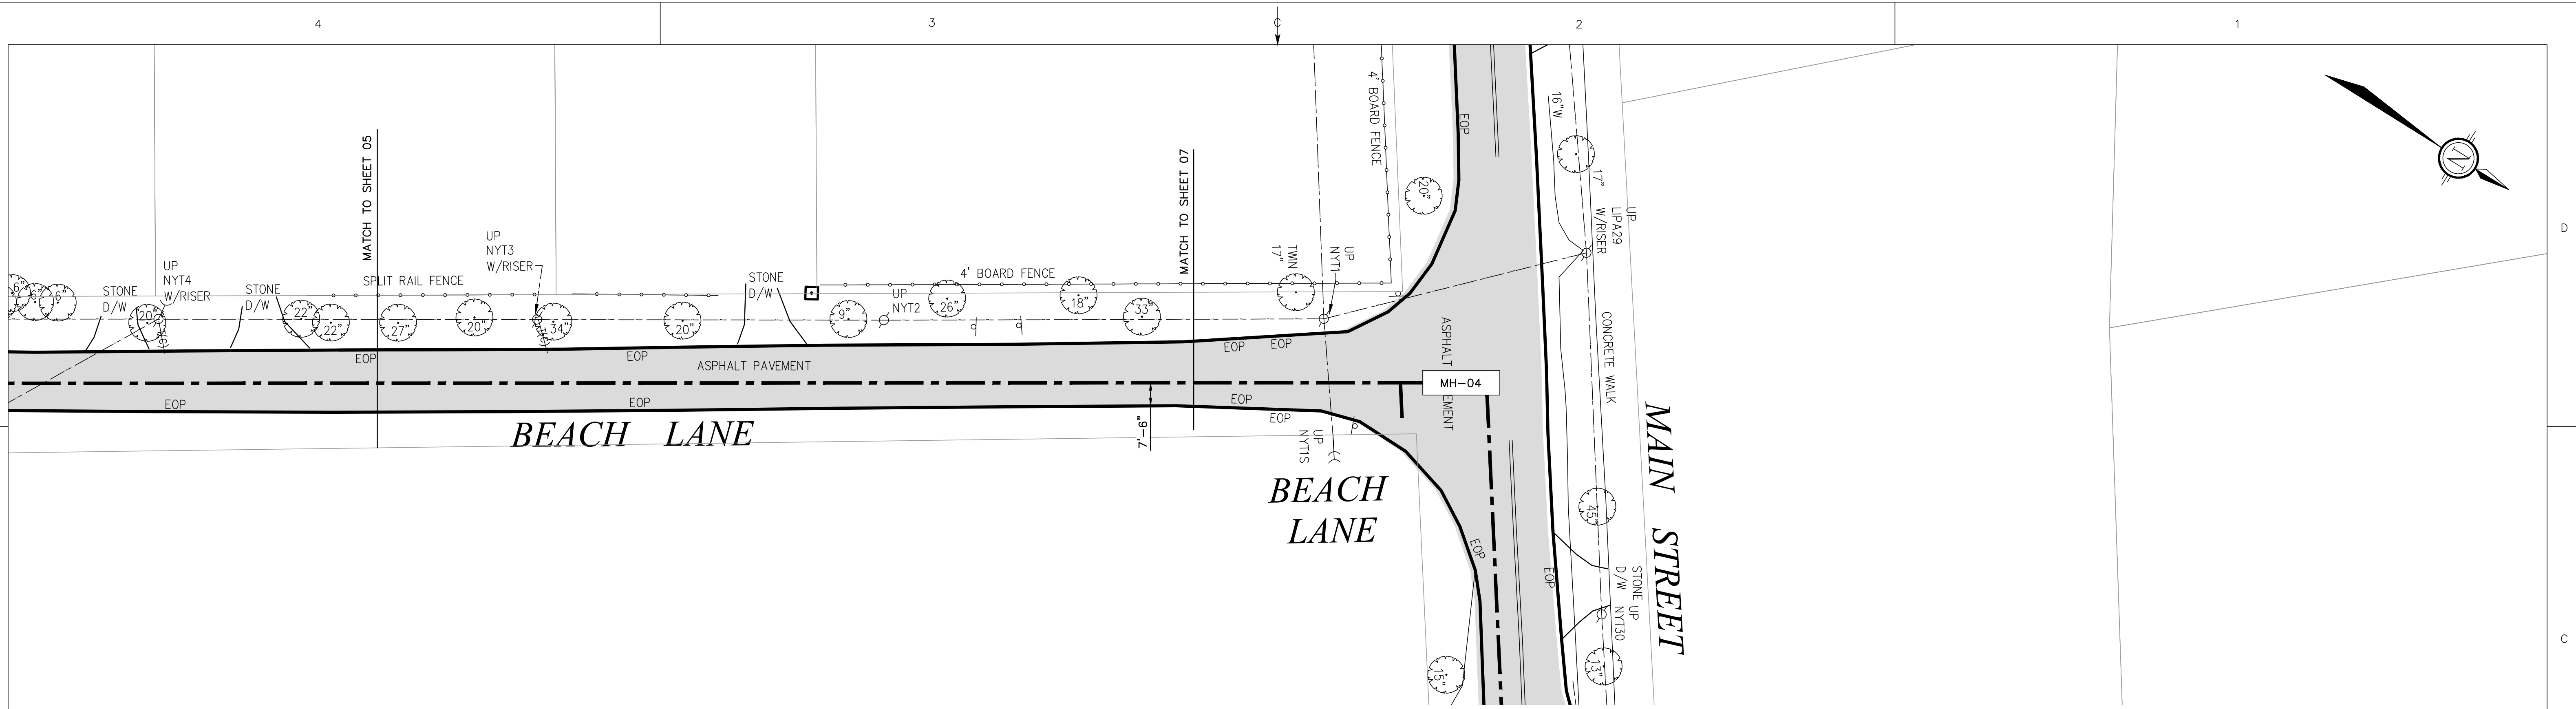 4
3
C
2
1
D
C
MATCH TO SHEET 05
MATCH TO SHEET 07
4' BOARD FENCE
EOP
16"W
17"
20"
UP
LIPA29
W/RISER
N
6"
6"
STONE
D/W
UP
NYT4
W/RISER
20"
STONE
D/W
22"
22"
SPLIT RAIL FENCE
27"
20"
UP
NYT3
W/RISER
34"
20"
STONE
D/W
9"
UP
NYT2
4' BOARD FENCE
26"
18"
33"
TWIN
17"
UP
NYT1
EOP
EOP
EOP
EOP
ASPHALT PAVEMENT
EOP
EOP
EOP
EOP
7'-6"
BEACH LANE
UP
NYT1S
BEACH
LANE
MH-04
ASPHALT
EMENT
CONCRETE WALK
MAIN STREET
45"
EOP
EOP
STONE
D/W
UP
NYT30
13"
15"